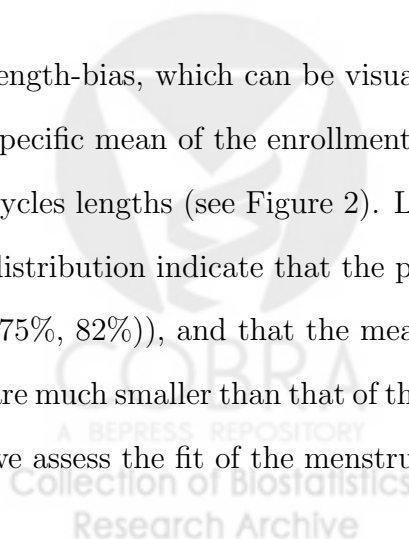 ength-bias, which can be visua
pecific mean of the enrollment
ycles lengths (see Figure 2). L
distribution indicate that the p
75%, 82%)), and that the mea
are much smaller than that of th
ve assess the fit of the menstru
COBRA
A BEPRESS REPOSITORY
Collection of Biostatistics
Research Archive